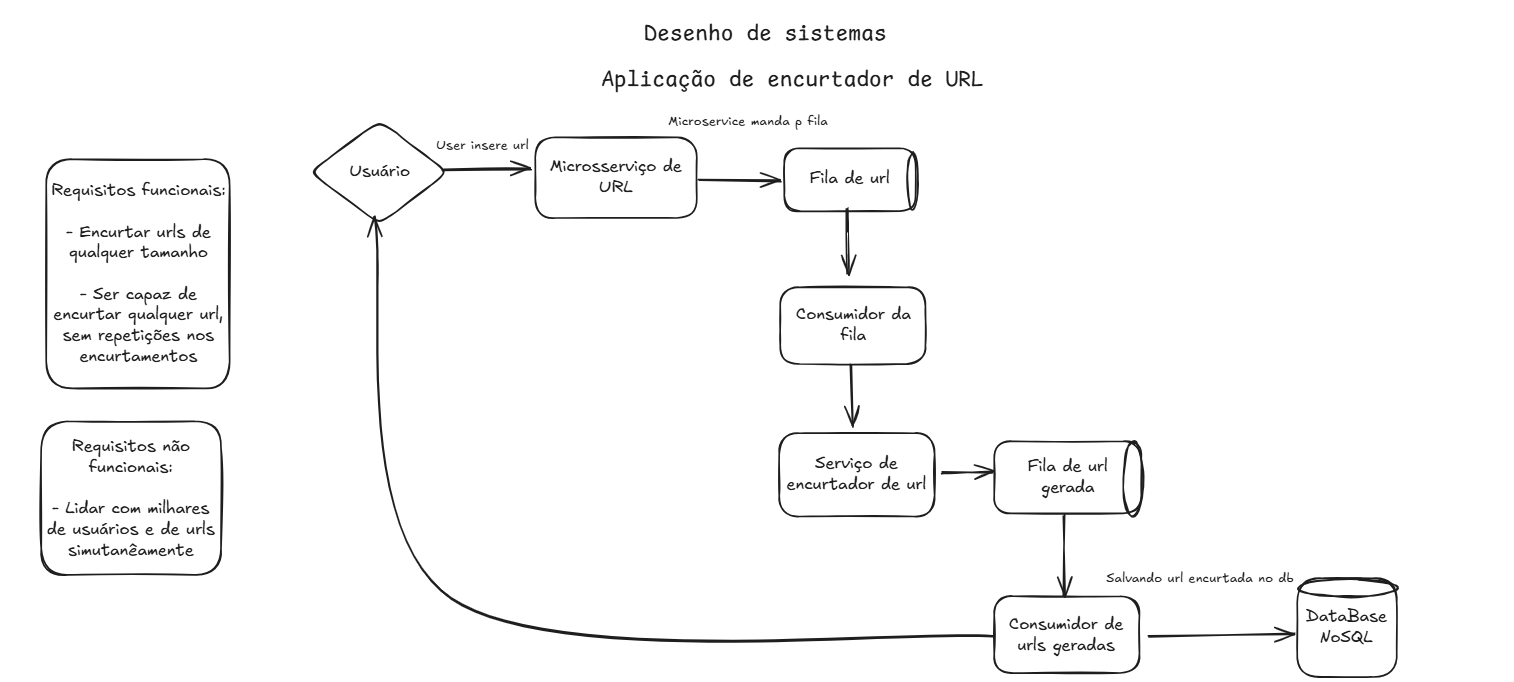 Desenho de sistemas
Aplicação de encurtador de URL
Microservice manda p fila
User insere url
Usuário
Microsserviço de
URL
Fila de url
Requisitos funcionais:
- Encurtar urls de
qualquer tamanho
- Ser capaz de
encurtar qualquer url,
sem repetições nos
encurtamentos
Consumidor da
fila
Requisitos não
funcionais:
- Lidar com milhares
de usuários e de urls
simutanêamente
Serviço de
encurtador de url
Fila de url
gerada
Salvando url encurtada no db
Consumidor de
urls geradas
DataBase
NoSQL